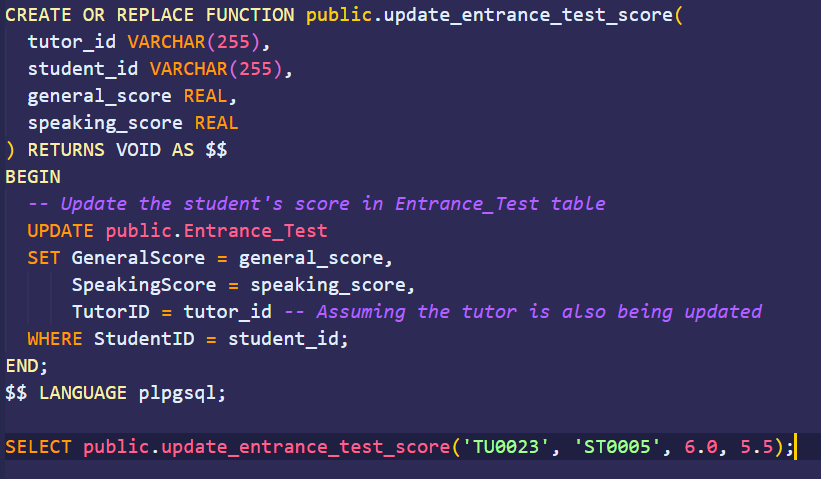 CREATE OR REPLACE FUNCTION public.update_entrance_test_score(
  tutor_id VARCHAR(255),
  student_id VARCHAR(255),
  general_score REAL,
  speaking_score REAL
) RETURNS VOID AS $$
BEGIN
  -- Update the student's score in Entrance_Test table
  UPDATE public.Entrance_Test
  SET GeneralScore = general_score,
      SpeakingScore = speaking_score,
      TutorID = tutor_id -- Assuming the tutor is also being updated
  WHERE StudentID = student_id;
END;
$$ LANGUAGE plpgsql;

SELECT public.update_entrance_test_score('TU0023', 'ST0005', 6.0, 5.5);